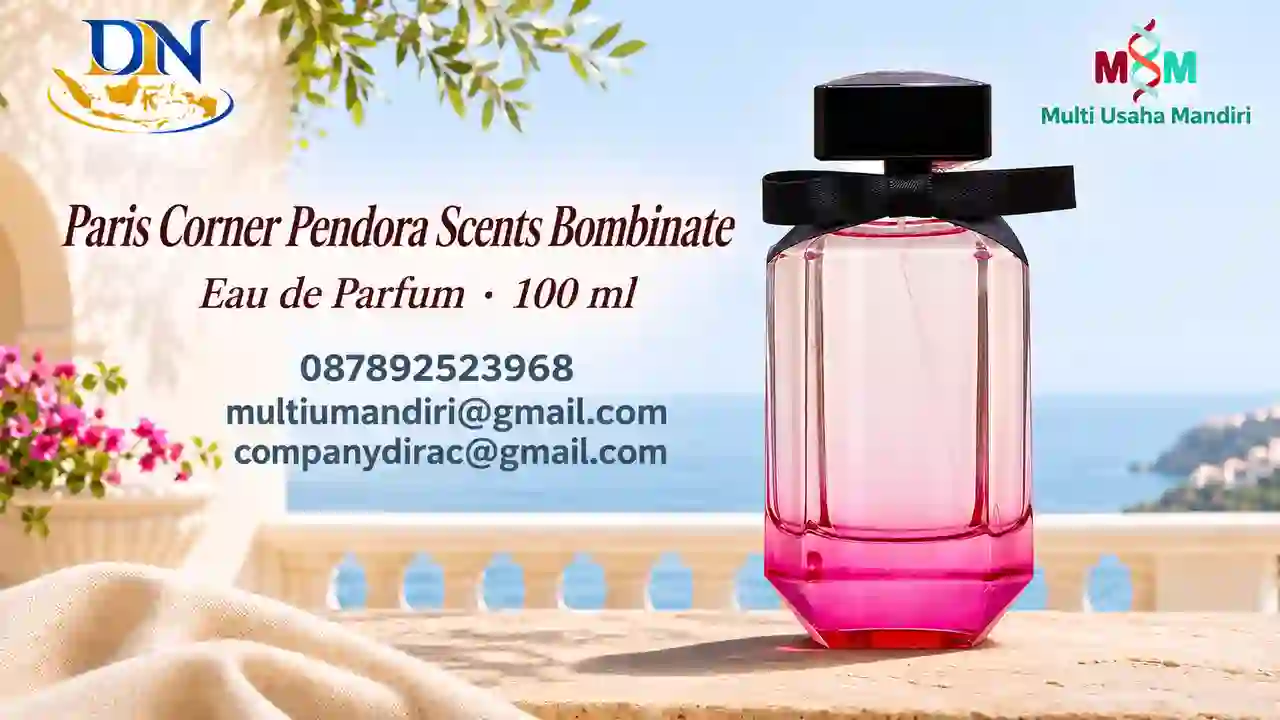 DN
MUM
Multi Usaha Mandiri
Paris Corner Pendora Scents Bombinate
Eau de Parfum · 100 ml
087892523968
multiumandiri@gmail.com
companydirac@gmail.com